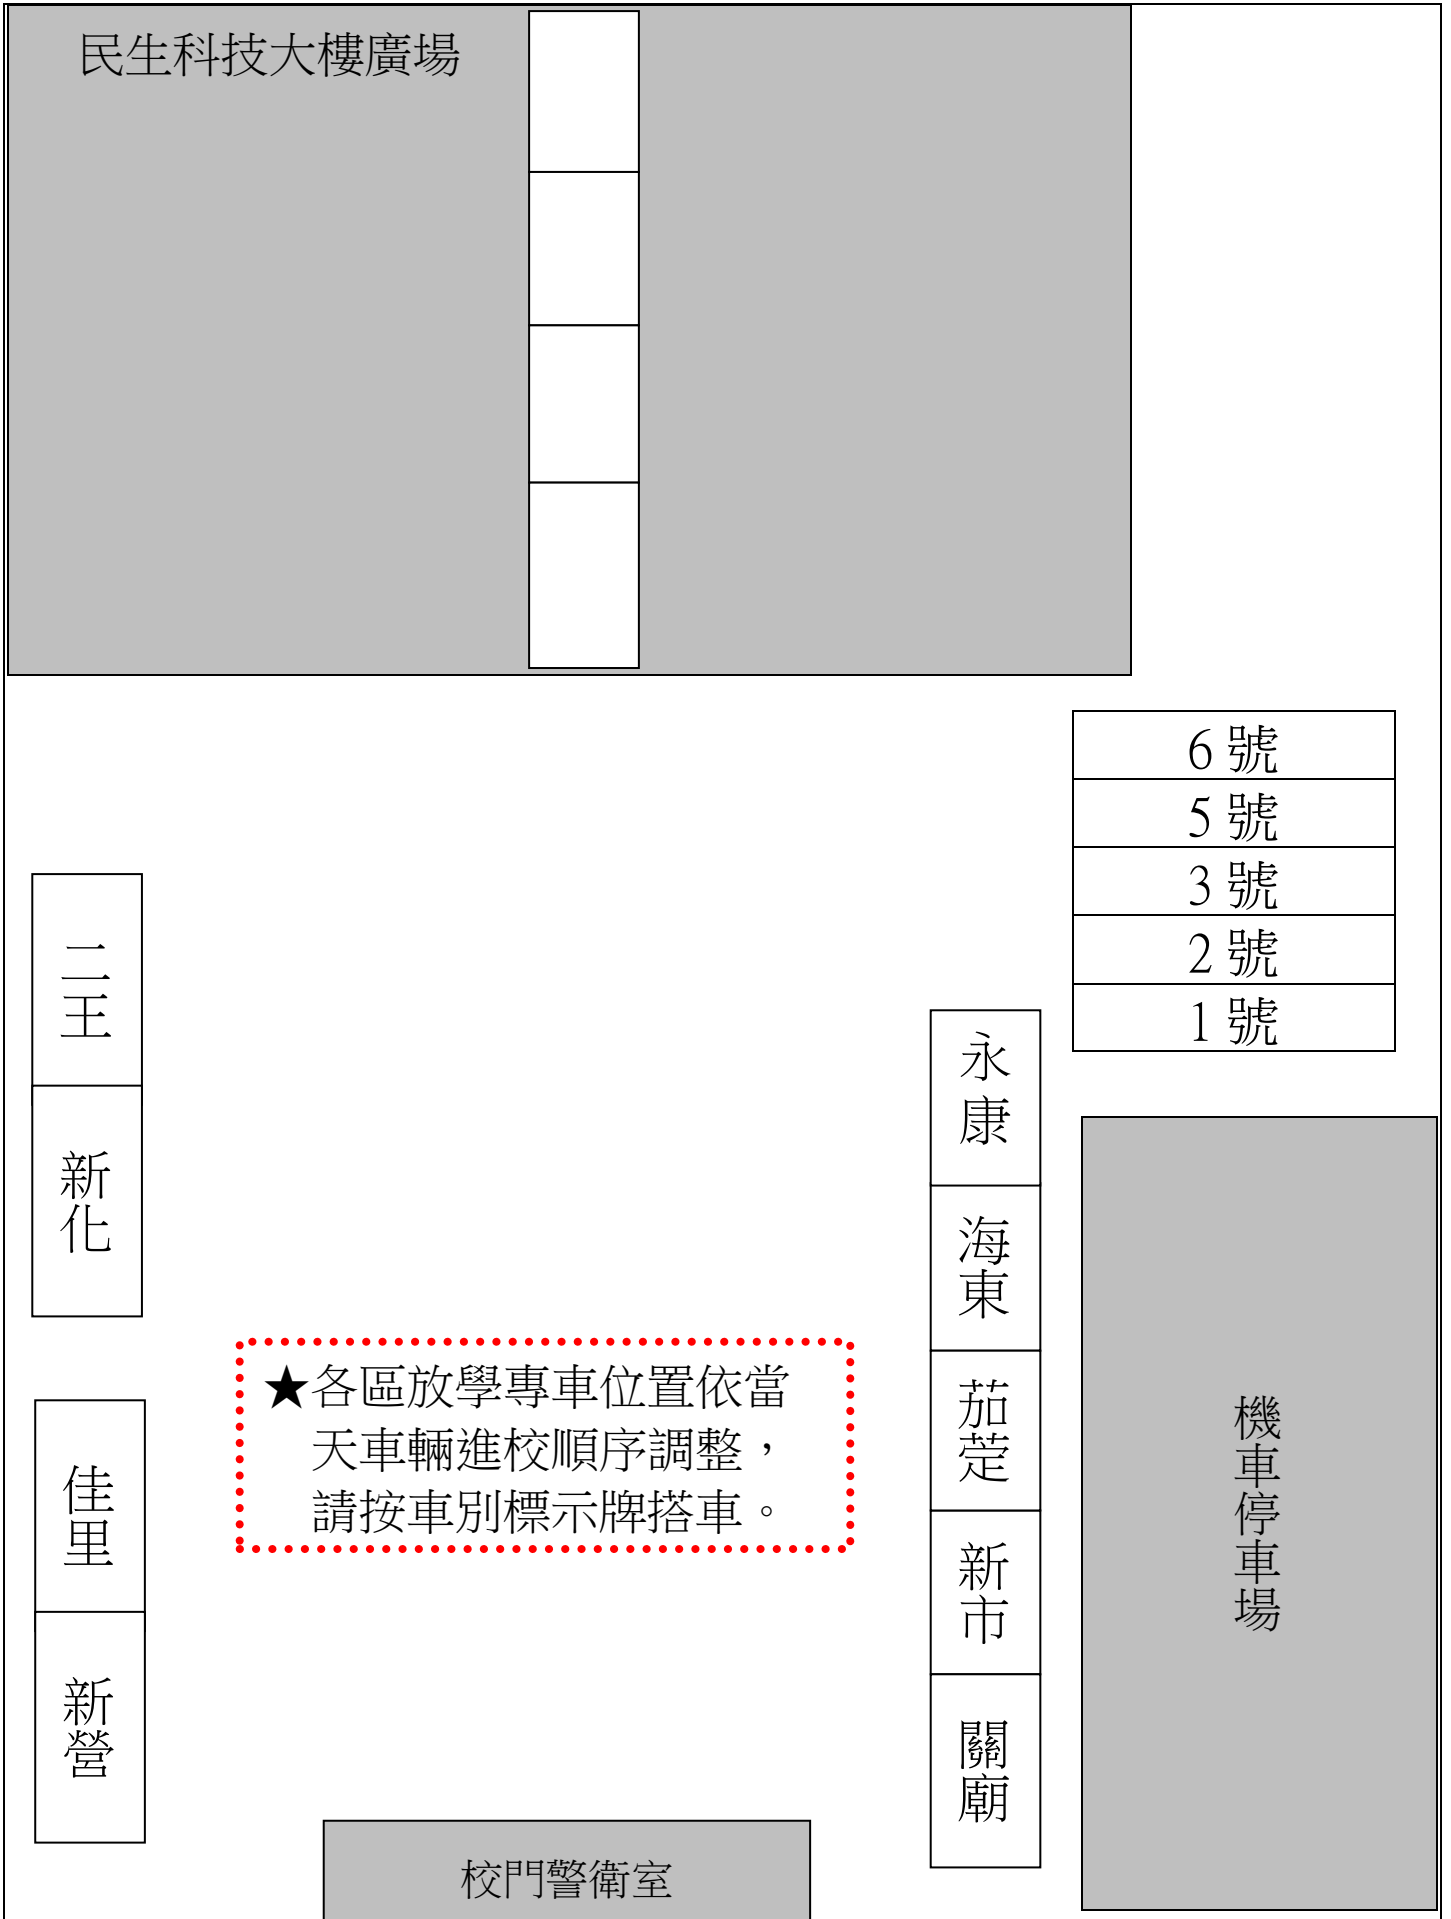 民生科技大樓廣場
6號
5號
3號
2號
1號
二王
新化
佳里
新營
永康
海東
茄萣
新市
關廟
★各區放學專車位置依當
天車輛進校順序調整，
請按車別標示牌搭車。
機車停車場
校門警衛室